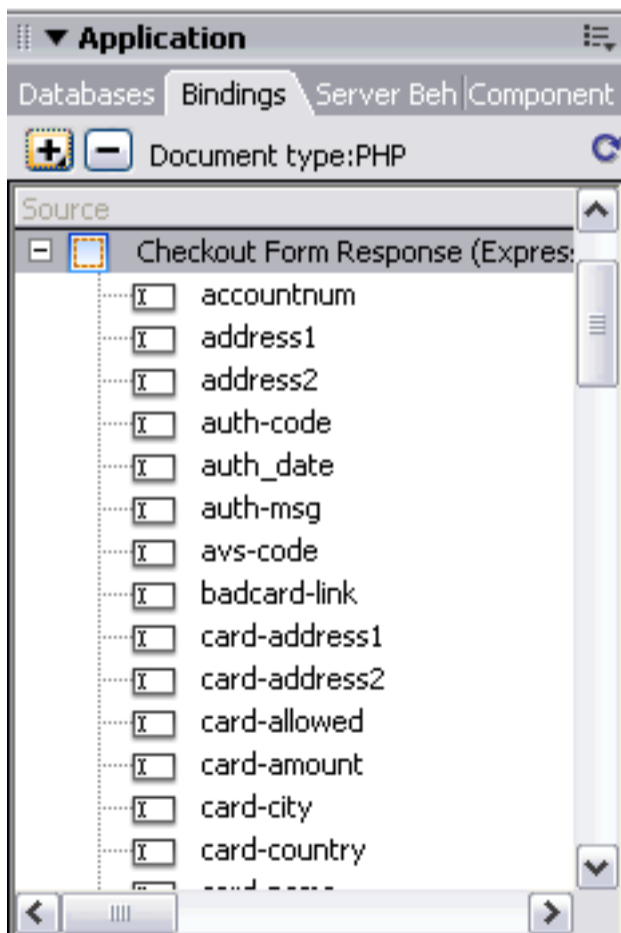 Application
Databases Bindings Server Beh Component
Document type:PHP
Source
Checkout Form Response (Express
accountnum
address1
address2
auth-code
auth_date
auth-msg
avs-code
badcard-link
card-address1
card-address2
card-allowed
card-amount
card-city
card-country